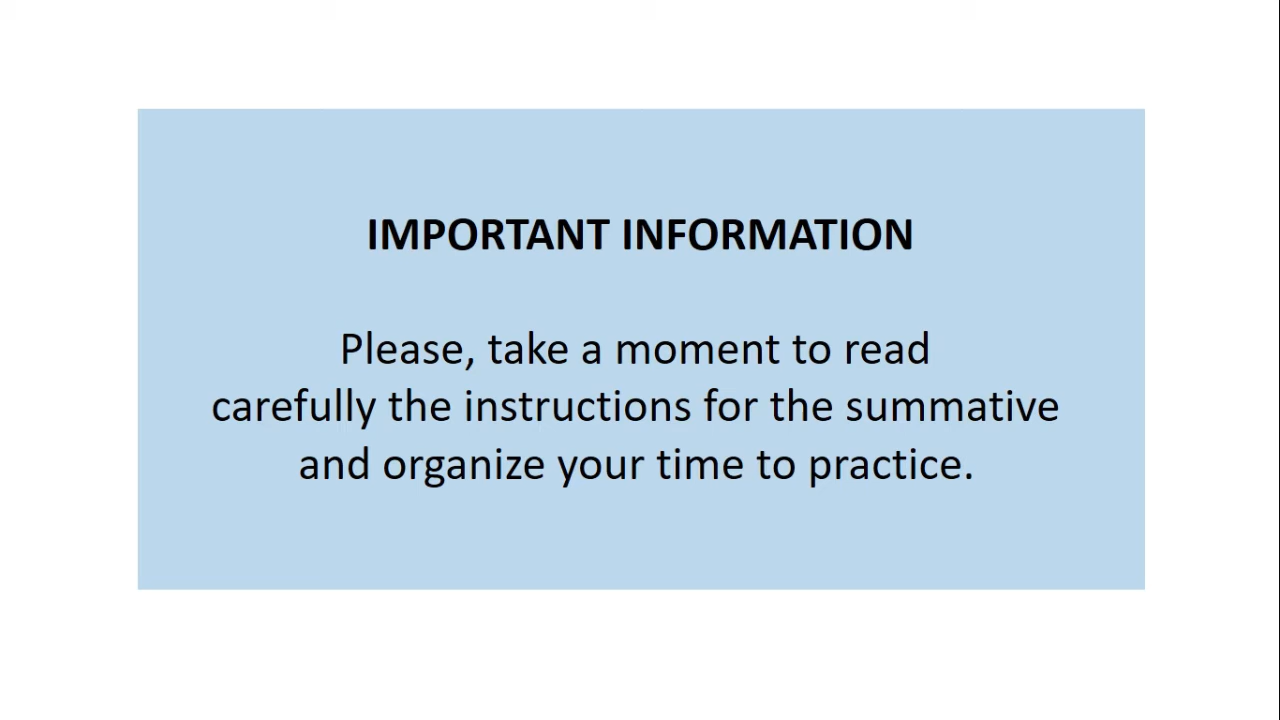 IMPORTANT INFORMATION
Please, take a moment to read
carefully the instructions for the summative
and organize your time to practice.